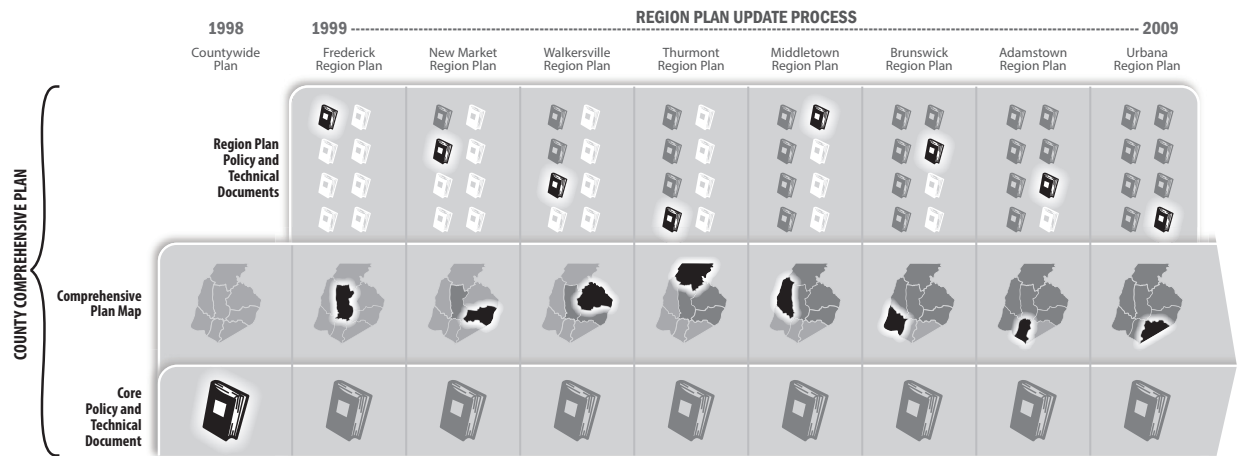 REGION PLAN UPDATE PROCESS
1998
1999
2009
Countywide
Plan
Frederick
Region Plan
New Market
Region Plan
Walkersville
Region Plan
Thurmont
Region Plan
Middletown
Region Plan
Brunswick
Region Plan
Adamstown
Region Plan
Urbana
Region Plan
COUNTY COMPREHENSIVE PLAN
Region Plan
Policy and
Technical
Documents
Comprehensive
Plan Map
Core
Policy and
Technical
Document